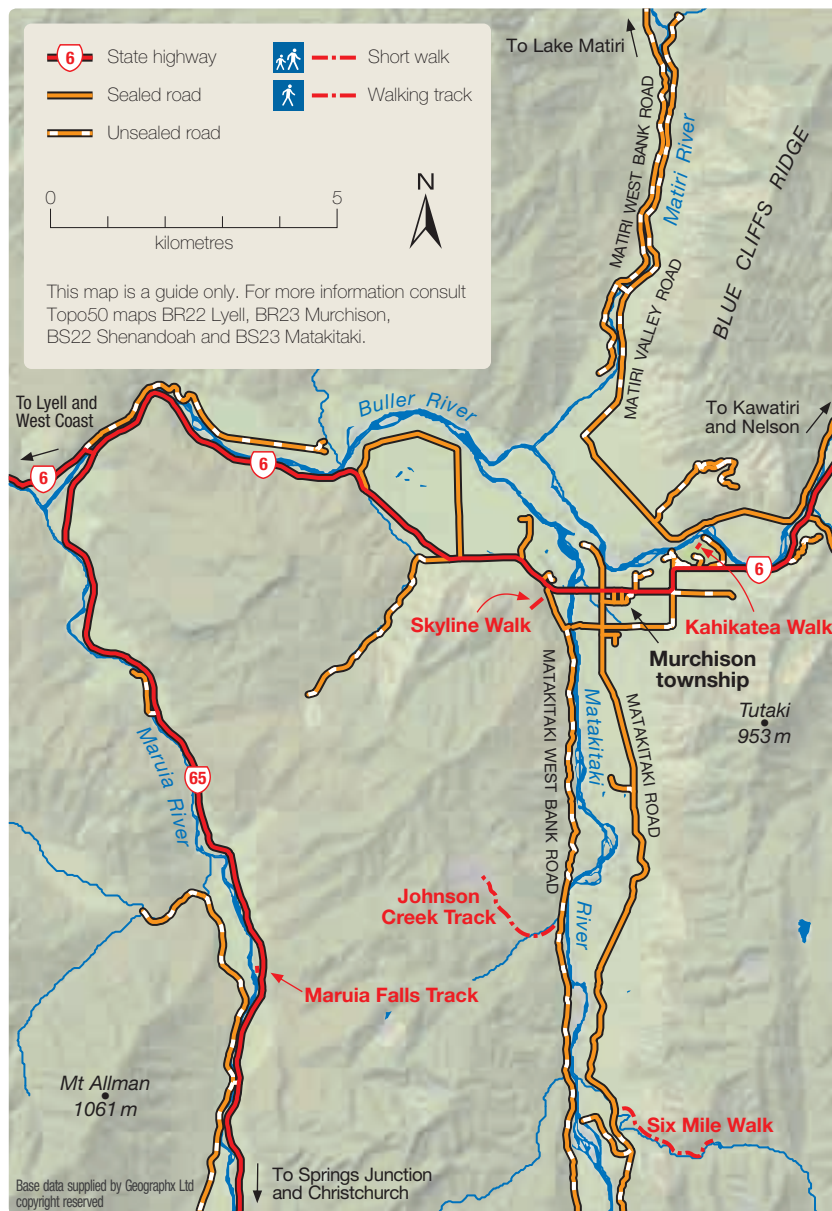 6 State highway
Sealed road
Unsealed road
Short walk
Walking track
0 5
kilometres
N
This map is a guide only. For more information consult
Topo50 maps BR22 Lyell, BR23 Murchison,
BS22 Shenandoah and BS23 Matakitaki.
To Lake Matiri
MATIRI WEST BANK ROAD
Matiri River
BLUE CLIFFS RIDGE
MATIRI VALLEY ROAD
To Lyell and
West Coast
Buller River
To Kawatiri
and Nelson
6
6
6
Skyline Walk
Kahikatea Walk
Murchison
township
Tutaki
953 m
MATAKITAKI WEST BANK ROAD
Matakitaki
River
MATAKITAKI ROAD
Maruia River
65
Johnson
Creek Track
Maruia Falls Track
Mt Allman
1061 m
Six Mile Walk
To Springs Junction
and Christchurch
Base data supplied by Geographx Ltd
copyright reserved